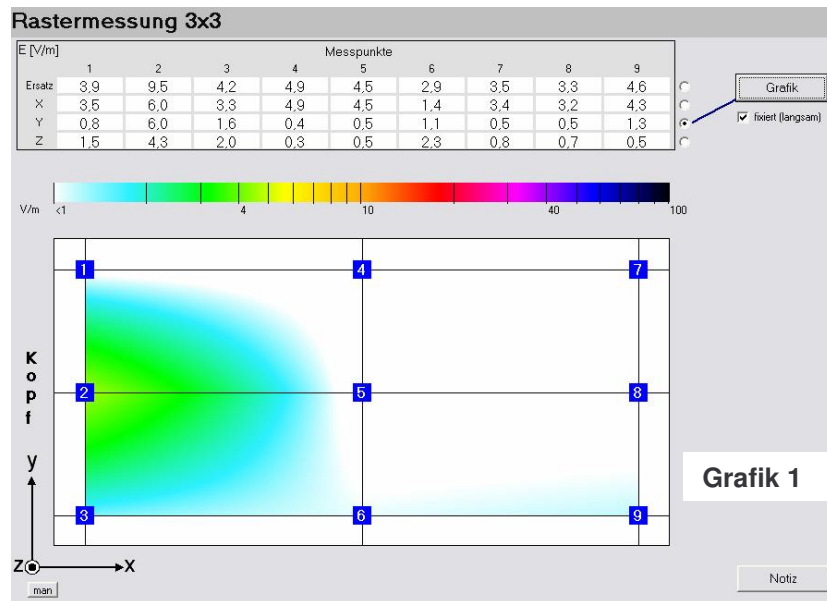 Rastermessung 3x3
E [V/m] Messpunkte
1 2 3 4 5 6 7 8 9
Ersatz 3,9 9,5 4,2 4,9 4,5 2,9 3,5 3,3 4,6
X 3,5 6,0 3,3 4,9 4,5 1,4 3,4 3,2 4,3
Y 0,8 6,0 1,6 0,4 0,5 1,1 0,5 0,5 1,3
Z 1,5 4,3 2,0 0,3 0,5 2,3 0,8 0,7 0,5
Grafik
fixiert (langsam)
V/m <1 4 10 40 100
1 4 7
2 5 8
3 6 9
Kopf
y
Z X
man
Grafik 1
Notiz